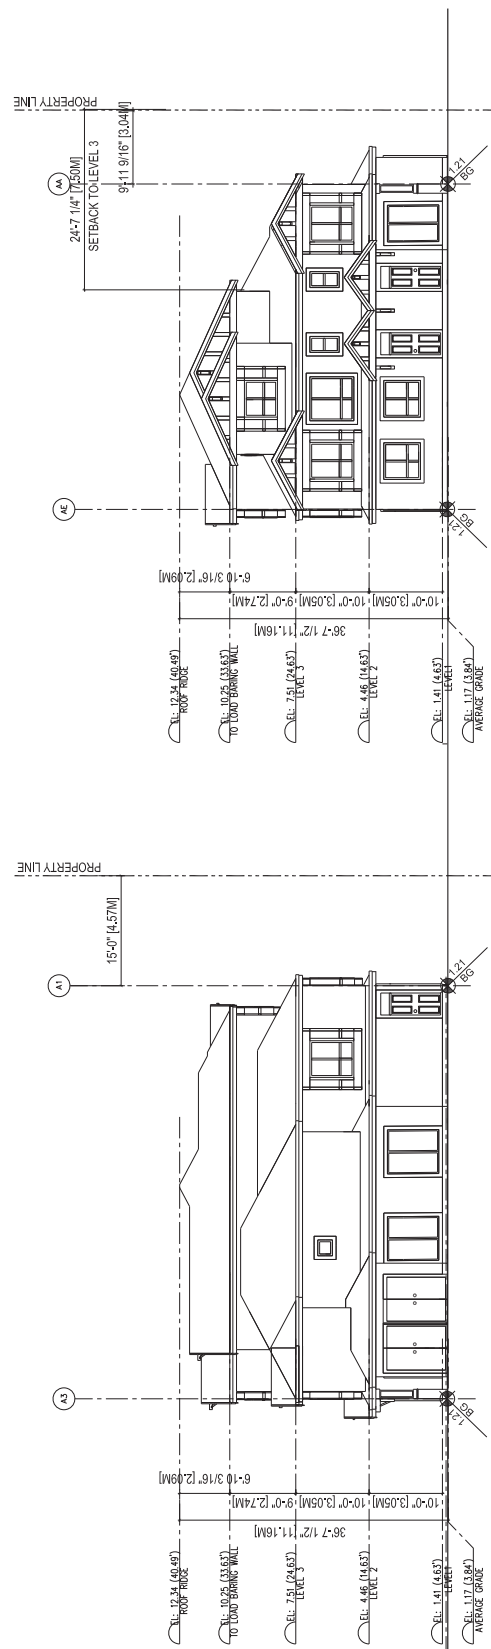 PROPERTY LINE
24'-7 1/4" [7.50M]
SETBACK TO LEVEL 3
9'-11 9/16" [3.04M]
AA
AE
1.21
BG
1.21
BG
6'-10 3/16" [2.09M]
9'-0" [2.74M]
10'-0" [3.05M]
10'-0" [3.05M]
36'-7 1/2" [11.16M]
EL: 12.34 (40.49')
ROOF RIDGE
EL: 10.25 (33.63')
TO LOAD BARING WALL
EL: 7.51 (24.63')
LEVEL 3
EL: 4.46 (14.63')
LEVEL 2
EL: 1.41 (4.63')
LEVEL1
EL: 1.17 (3.84')
AVERAGE GRADE
PROPERTY LINE
15'-0" [4.57M]
A1
A3
1.21
BG
1.21
BG
6'-10 3/16" [2.09M]
9'-0" [2.74M]
10'-0" [3.05M]
10'-0" [3.05M]
36'-7 1/2" [11.16M]
EL: 12.34 (40.49')
ROOF RIDGE
EL: 10.25 (33.63')
TO LOAD BARING WALL
EL: 7.51 (24.63')
LEVEL 3
EL: 4.46 (14.63')
LEVEL 2
EL: 1.41 (4.63')
LEVEL1
EL: 1.17 (3.84')
AVERAGE GRADE